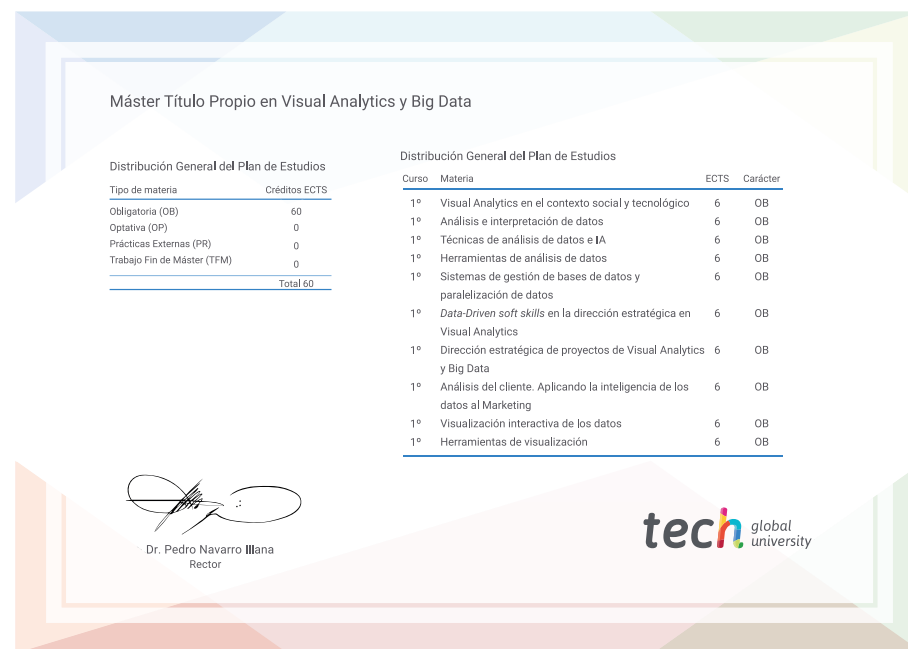 Máster Título Propio en Visual Analytics y Big Data
Distribución General del Plan de Estudios
Tipo de materia Créditos ECTS
Obligatoria (OB) 60
Optativa (OP) 0
Prácticas Externas (PR) 0
Trabajo Fin de Máster (TFM) 0
Total 60
Distribución General del Plan de Estudios
Curso Materia ECTS Carácter
1º Visual Analytics en el contexto social y tecnológico 6 OB
1º Análisis e interpretación de datos 6 OB
1º Técnicas de análisis de datos e IA 6 OB
1º Herramientas de análisis de datos 6 OB
1º Sistemas de gestión de bases de datos y 6 OB
paralelización de datos
1º Data-Driven soft skills en la dirección estratégica en 6 OB
Visual Analytics
1º Dirección estratégica de proyectos de Visual Analytics 6 OB
y Big Data
1º Análisis del cliente. Aplicando la inteligencia de los 6 OB
datos al Marketing
1º Visualización interactiva de los datos 6 OB
1º Herramientas de visualización 6 OB
Dr. Pedro Navarro Illana
Rector
tech global
university